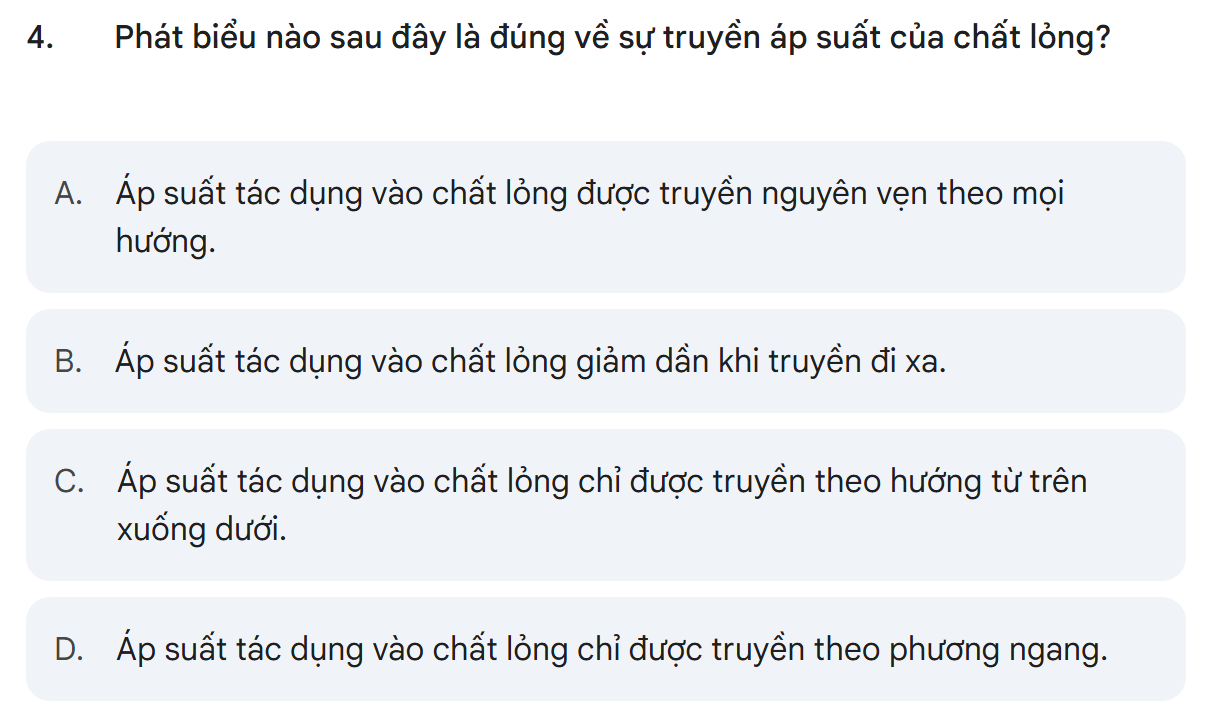 4. Phát biểu nào sau đây là đúng về sự truyền áp suất của chất lỏng?
A. Áp suất tác dụng vào chất lỏng được truyền nguyên vẹn theo mọi
hướng.
B. Áp suất tác dụng vào chất lỏng giảm dần khi truyền đi xa.
C. Áp suất tác dụng vào chất lỏng chỉ được truyền theo hướng từ trên
xuống dưới.
D. Áp suất tác dụng vào chất lỏng chỉ được truyền theo phương ngang.